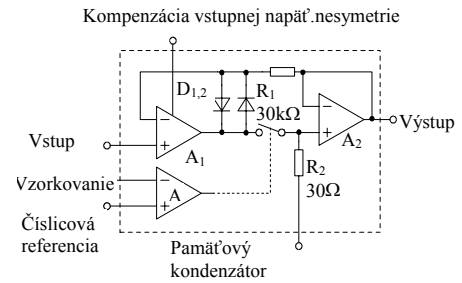 Kompenzácia vstupnej napäť.nesymetrie
D1,2
R1
30kΩ
−
+
A1
−
+
A2
Vstup
Výstup
R2
30Ω
Vzorkovanie
−
+
A
Číslicová
referencia
Pamäťový
kondenzátor